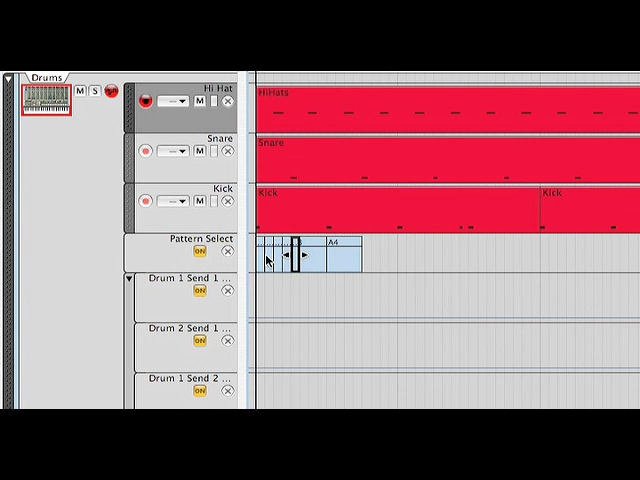 Drums
M S
Hi Hat
M
HiHats
Snare
M
Snare
Kick
M
Kick
Kick
Pattern Select
ON
A4
Drum 1 Send 1 ...
ON
Drum 2 Send 1 ...
ON
Drum 1 Send 2 ...
ON